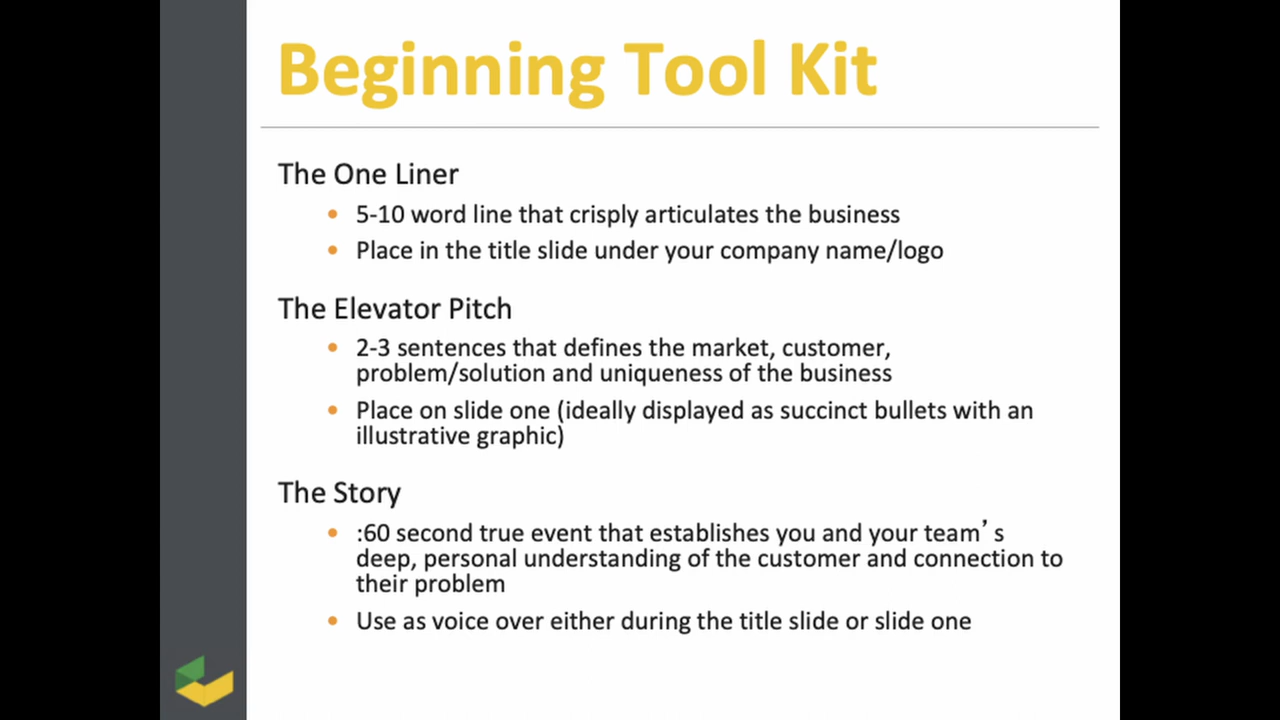 Beginning Tool Kit
The One Liner
• 5-10 word line that crisply articulates the business
• Place in the title slide under your company name/logo
The Elevator Pitch
• 2-3 sentences that defines the market, customer,
problem/solution and uniqueness of the business
• Place on slide one (ideally displayed as succinct bullets with an
illustrative graphic)
The Story
• :60 second true event that establishes you and your team’s
deep, personal understanding of the customer and connection to
their problem
• Use as voice over either during the title slide or slide one